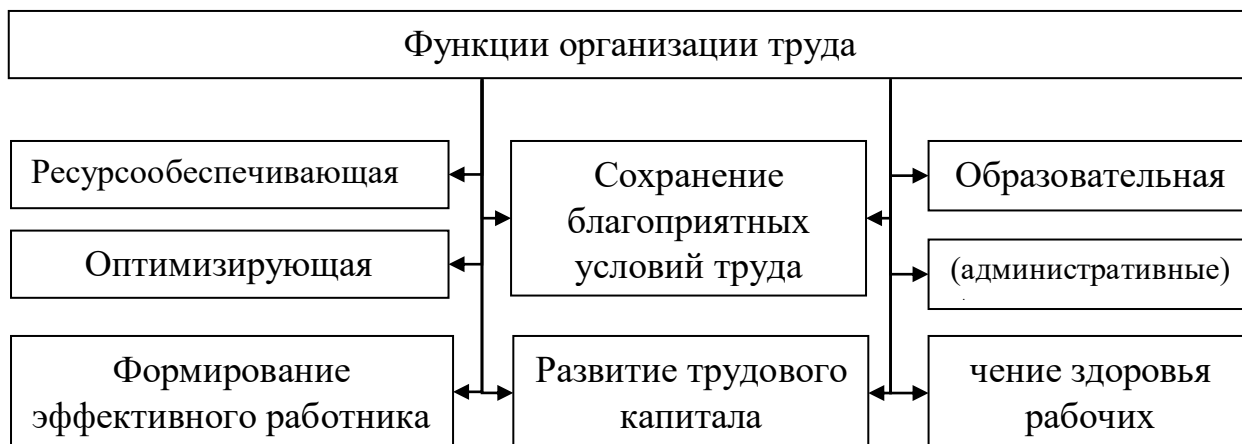 Функции организации труда
Ресурсообеспечивающая
Сохранение
благоприятных
условий труда
Образовательная
Оптимизирующая
(административные)
Формирование
эффективного работника
Развитие трудового
капитала
чение здоровья
рабочих